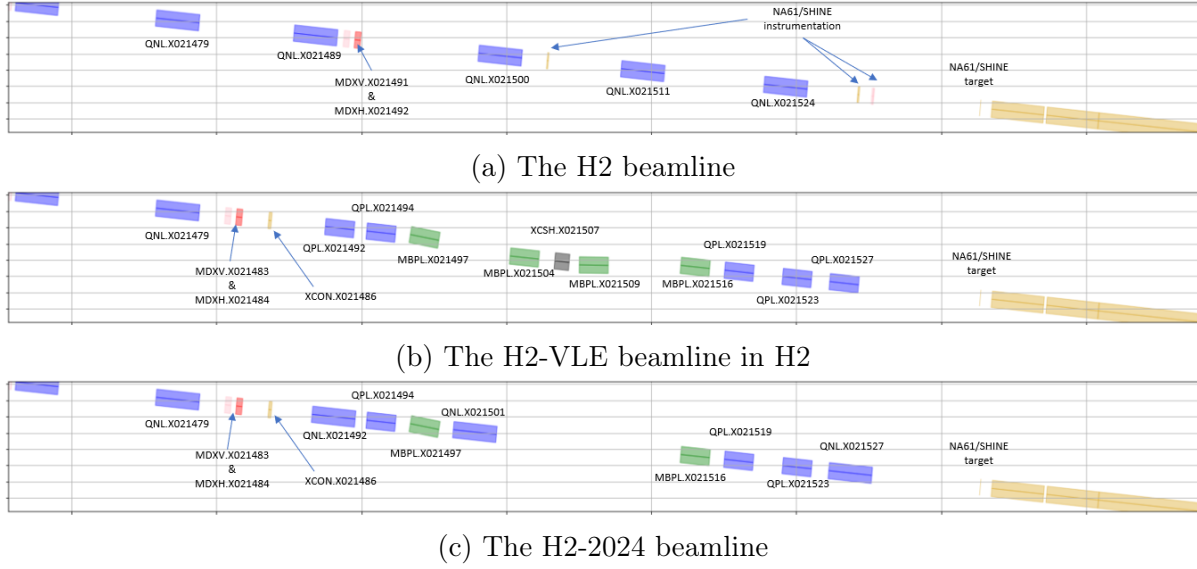 NA61/SHINE
instrumentation
QNL.X021479
QNL.X021489
MDXV.X021491
&
MDXH.X021492
QNL.X021500
QNL.X021511
QNL.X021524
NA61/SHINE
target
(a) The H2 beamline
QPL.X021494
QNL.X021479
QPL.X021492
MBPL.X021497
XCSH.X021507
MBPL.X021504
MBPL.X021509
QPL.X021519
QPL.X021527
MBPL.X021516
QPL.X021523
MDXV.X021483
&
MDXH.X021484
XCON.X021486
NA61/SHINE
target
(b) The H2-VLE beamline in H2
QPL.X021494
QNL.X021479
QNL.X021492
QNL.X021501
MBPL.X021497
MDXV.X021483
&
MDXH.X021484
XCON.X021486
QPL.X021519
QNL.X021527
MBPL.X021516
QPL.X021523
NA61/SHINE
target
(c) The H2-2024 beamline